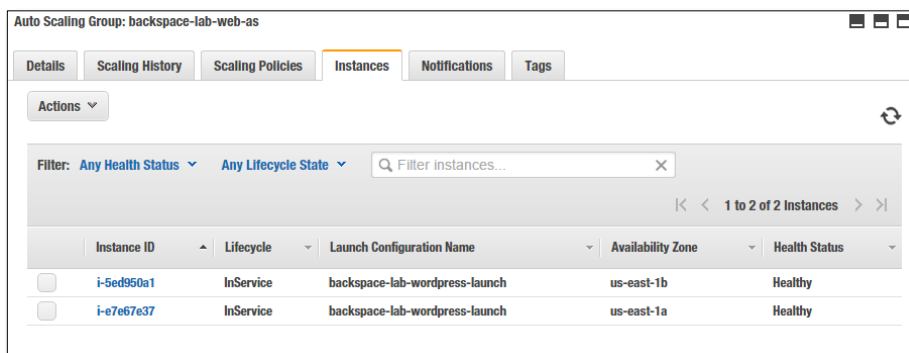 Auto Scaling Group: backspace-lab-web-as
Details Scaling History Scaling Policies Instances Notifications Tags
Actions
Filter: Any Health Status Any Lifecycle State Filter instances...
1 to 2 of 2 Instances
Instance ID Lifecycle Launch Configuration Name Availability Zone Health Status
i-5ed950a1 InService backspace-lab-wordpress-launch us-east-1b Healthy
i-e7e67e37 InService backspace-lab-wordpress-launch us-east-1a Healthy